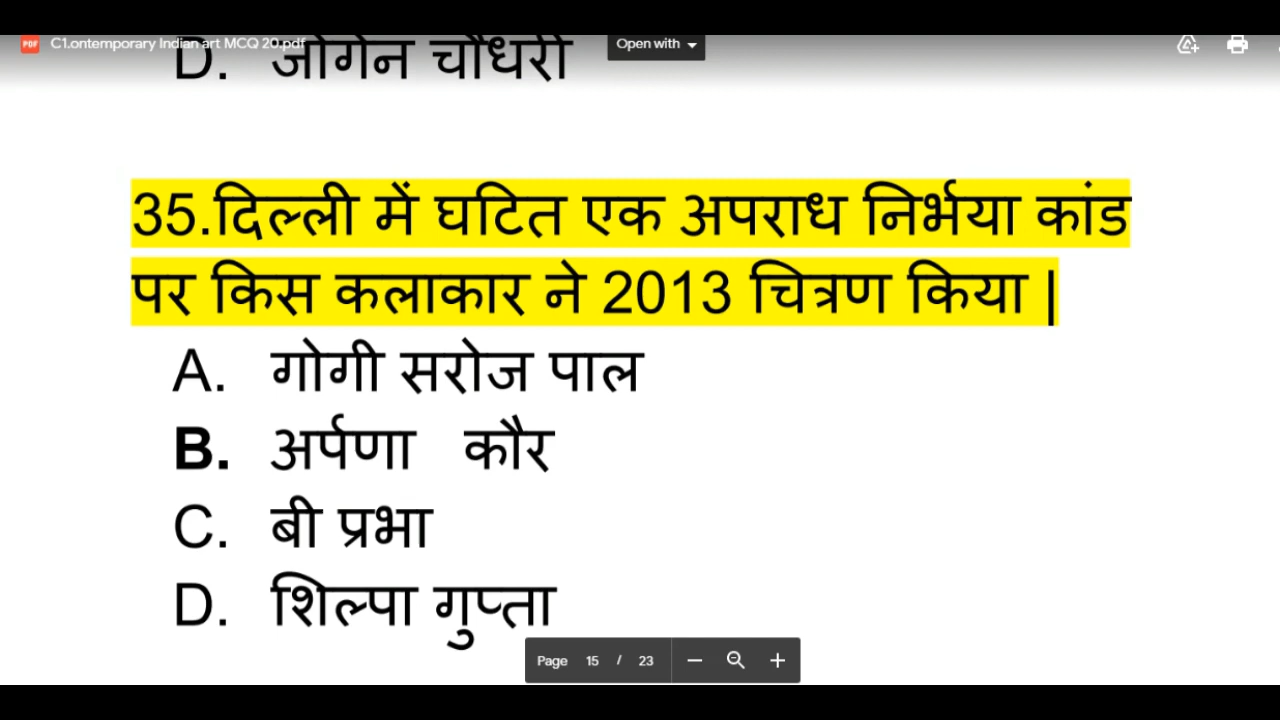 C1.ontemporary Indian art MCQ 20.pdf
Open with
D. जोगेन चौधरी
35.दिल्ली में घटित एक अपराध निर्भया कांड
पर किस कलाकार ने 2013 चित्रण किया |
A. गोगी सरोज पाल
B. अर्पणा कौर
C. बी प्रभा
D. शिल्पा गुप्ता
Page 15 / 23